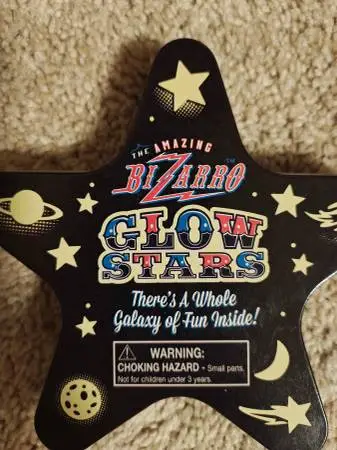 THE AMAZING
BIZARRO™
GLOW
STARS
There's A Whole
Galaxy of Fun Inside!
WARNING:
CHOKING HAZARD - Small parts.
Not for children under 3 years.